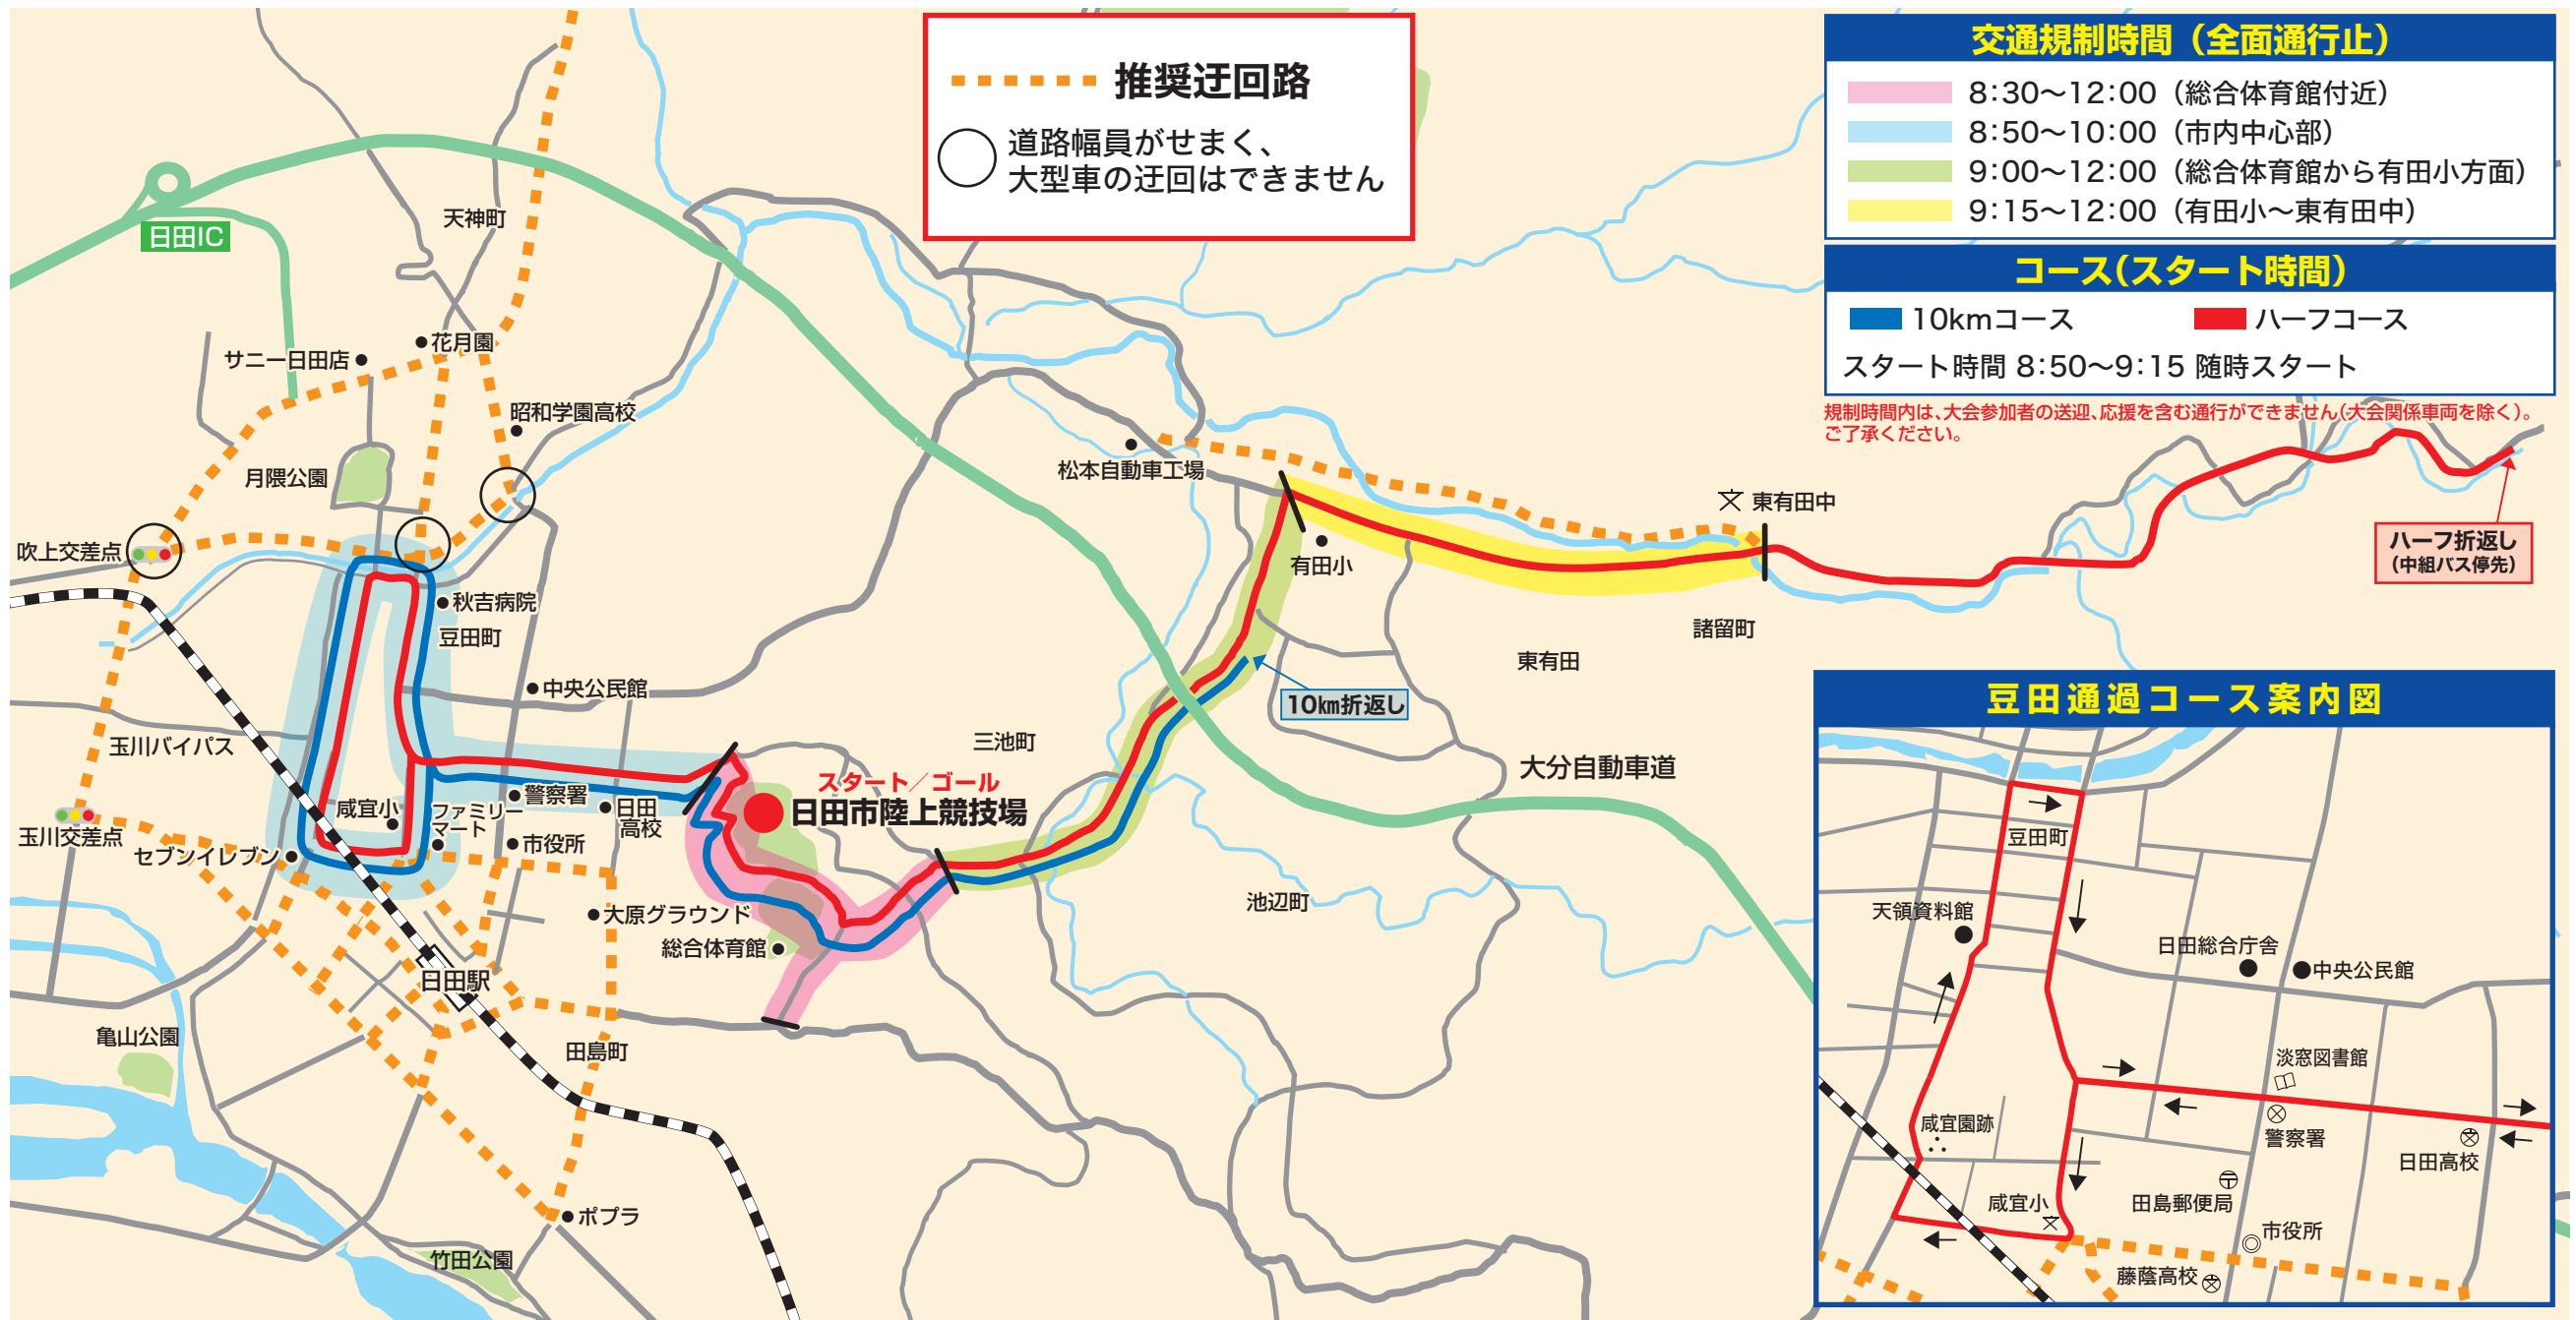 推奨迂回路
道路幅員がせまく、
大型車の迂回はできません
交通規制時間（全面通行止）
8：30～12：00（総合体育館付近）
8：50～10：00（市内中心部）
9：00～12：00（総合体育館から有田小方面）
9：15～12：00（有田小～東有田中）
コース（スタート時間）
10kmコース
ハーフコース
スタート時間 8：50～9：15 随時スタート
規制時間内は、大会参加者の送迎、応援を含む通行ができません（大会関係車両を除く）。
ご了承ください。
日田IC
天神町
花月園
サニー日田店
昭和学園高校
月隈公園
吹上交差点
松本自動車工場
東有田中
有田小
ハーフ折返し
（中組バス停先）
秋吉病院
豆田町
諸留町
東有田
中央公民館
10㎞折返し
玉川バイパス
三池町
大分自動車道
スタート／ゴール
日田市陸上競技場
咸宜小
ファミリー
マート
警察署
日田
高校
玉川交差点
セブンイレブン
市役所
池辺町
大原グラウンド
総合体育館
日田駅
亀山公園
田島町
ポプラ
竹田公園
豆田通過コース案内図
豆田町
天領資料館
日田総合庁舎
中央公民館
淡窓図書館
咸宜園跡
警察署
日田高校
咸宜小
田島郵便局
市役所
藤蔭高校